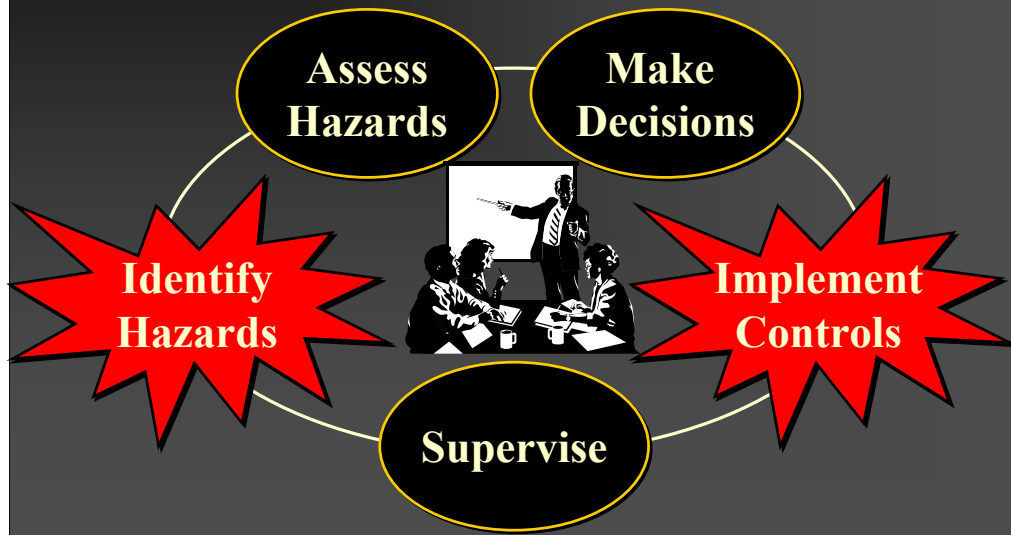 Assess
Hazards
Make
Decisions
Identify
Hazards
Implement
Controls
Supervise